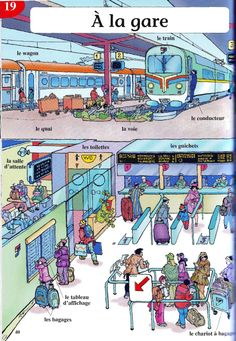 19
À la gare
le wagon
le train
le quai
la voie
le conducteur
les toilettes
les guichets
la salle
d'attente
le tableau
d'affichage
les bagages
le chariot à bagag